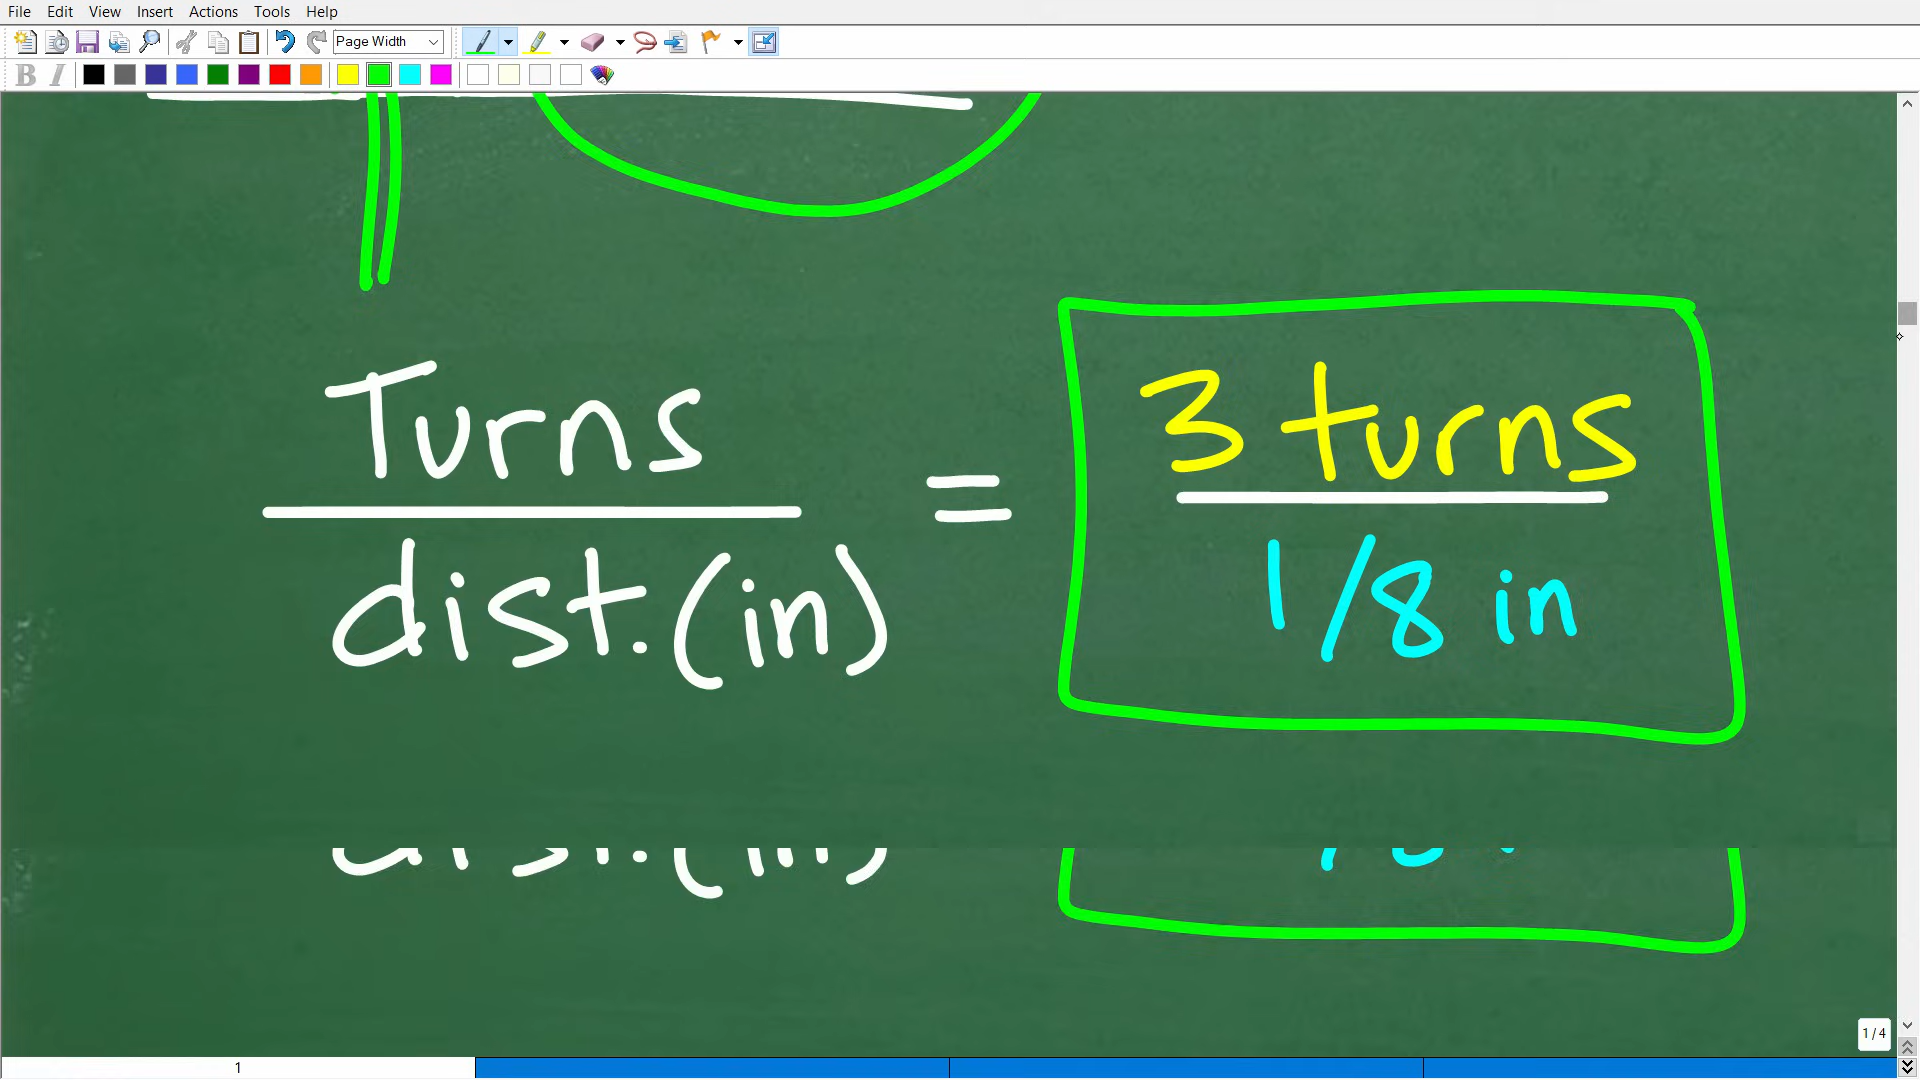 File Edit View Insert Actions Tools Help
Page Width
B I
Turns
dist. (in)
=
3 turns
1/8 in
1 / 4
1